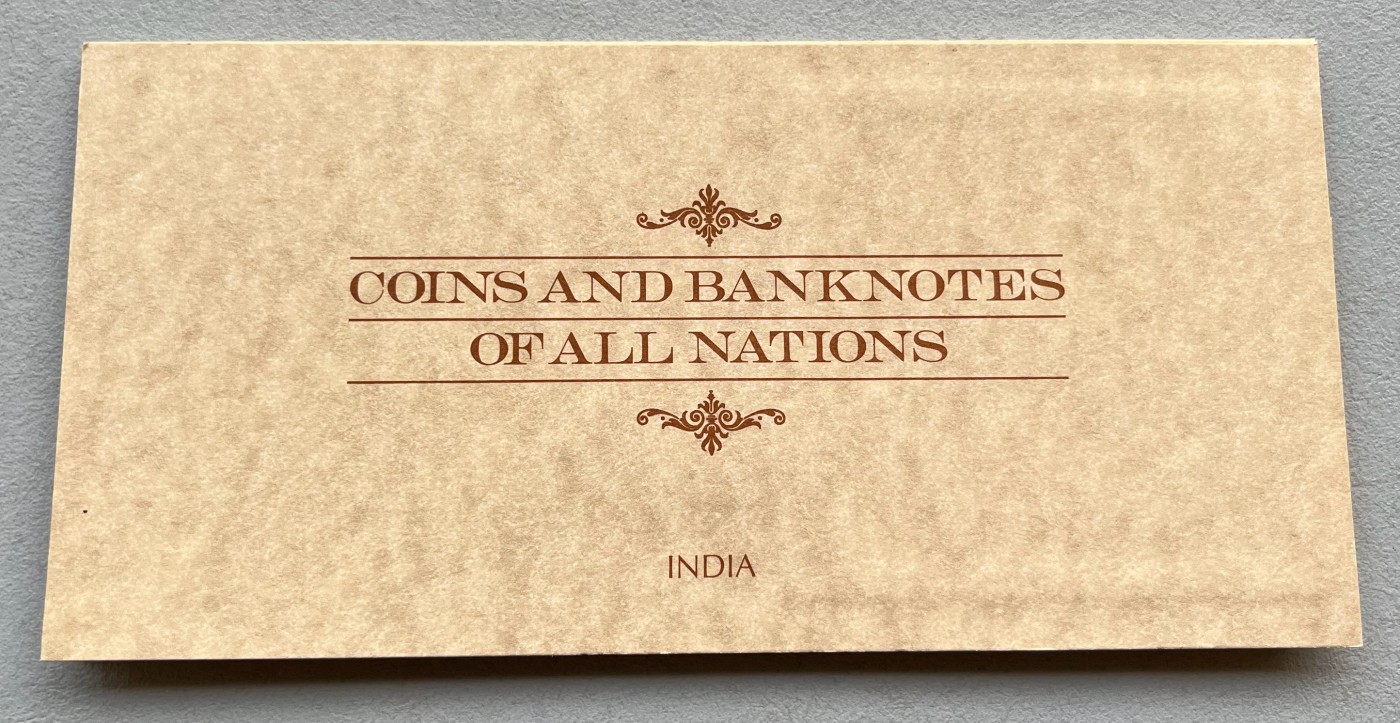 COINS AND BANKNOTES
OF ALL NATIONS
INDIA